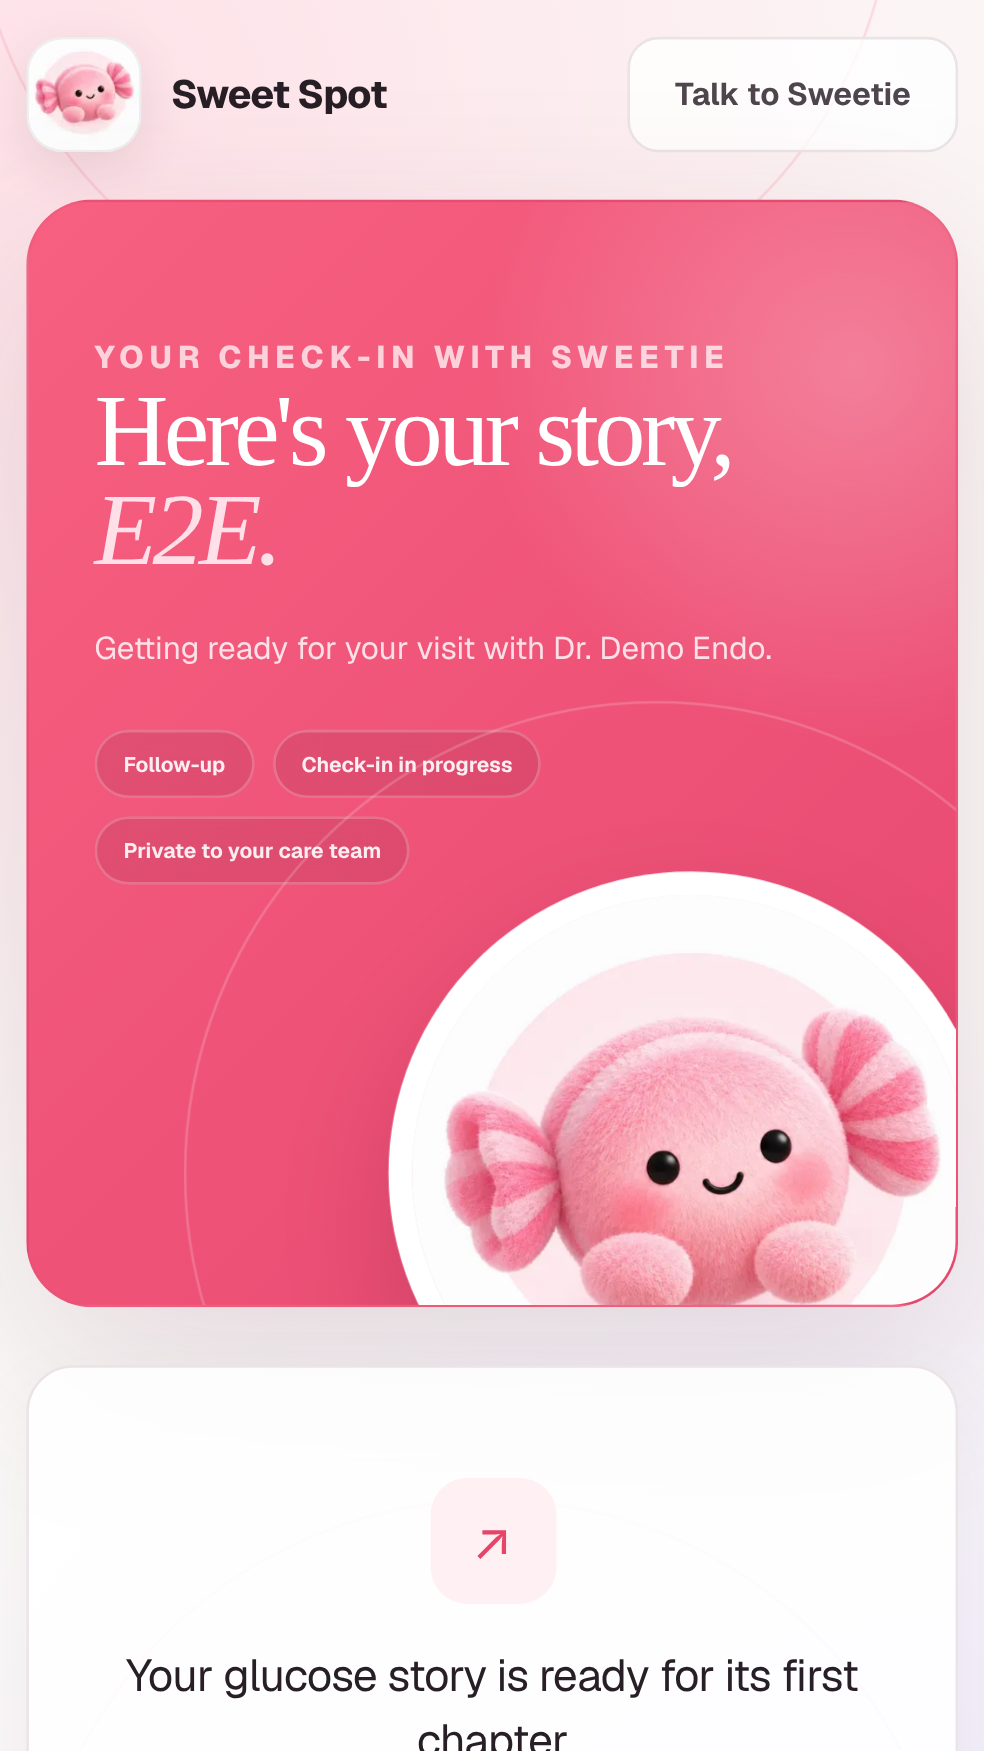 Sweet Spot
Talk to Sweetie
YOUR CHECK-IN WITH SWEETIE
Here's your story,
E2E.
Getting ready for your visit with Dr. Demo Endo.
Follow-up
Check-in in progress
Private to your care team
Your glucose story is ready for its first
chapter